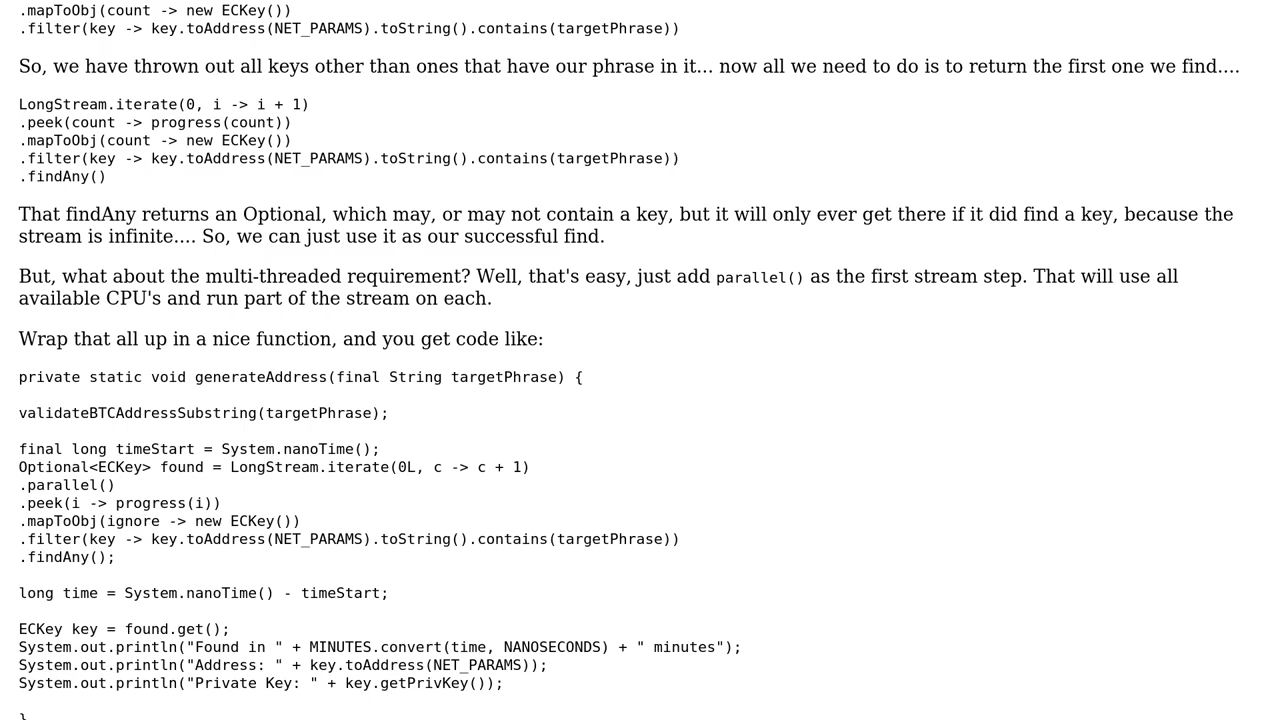 .mapToObj(count -> new ECKey())
.filter(key -> key.toAddress(NET_PARAMS).toString().contains(targetPhrase))
So, we have thrown out all keys other than ones that have our phrase in it... now all we need to do is to return the first one we find....
LongStream.iterate(0, i -> i + 1)
.peek(count -> progress(count))
.mapToObj(count -> new ECKey())
.filter(key -> key.toAddress(NET_PARAMS).toString().contains(targetPhrase))
.findAny()
That findAny returns an Optional, which may, or may not contain a key, but it will only ever get there if it did find a key, because the
stream is infinite.... So, we can just use it as our successful find.
But, what about the multi-threaded requirement? Well, that's easy, just add parallel() as the first stream step. That will use all
available CPU's and run part of the stream on each.
Wrap that all up in a nice function, and you get code like:
private static void generateAddress(final String targetPhrase) {
validateBTCAddressSubstring(targetPhrase);
final long timeStart = System.nanoTime();
Optional<ECKey> found = LongStream.iterate(0L, c -> c + 1)
.parallel()
.peek(i -> progress(i))
.mapToObj(ignore -> new ECKey())
.filter(key -> key.toAddress(NET_PARAMS).toString().contains(targetPhrase))
.findAny();
long time = System.nanoTime() - timeStart;
ECKey key = found.get();
System.out.println("Found in " + MINUTES.convert(time, NANOSECONDS) + " minutes");
System.out.println("Address: " + key.toAddress(NET_PARAMS));
System.out.println("Private Key: " + key.getPrivKey());
}